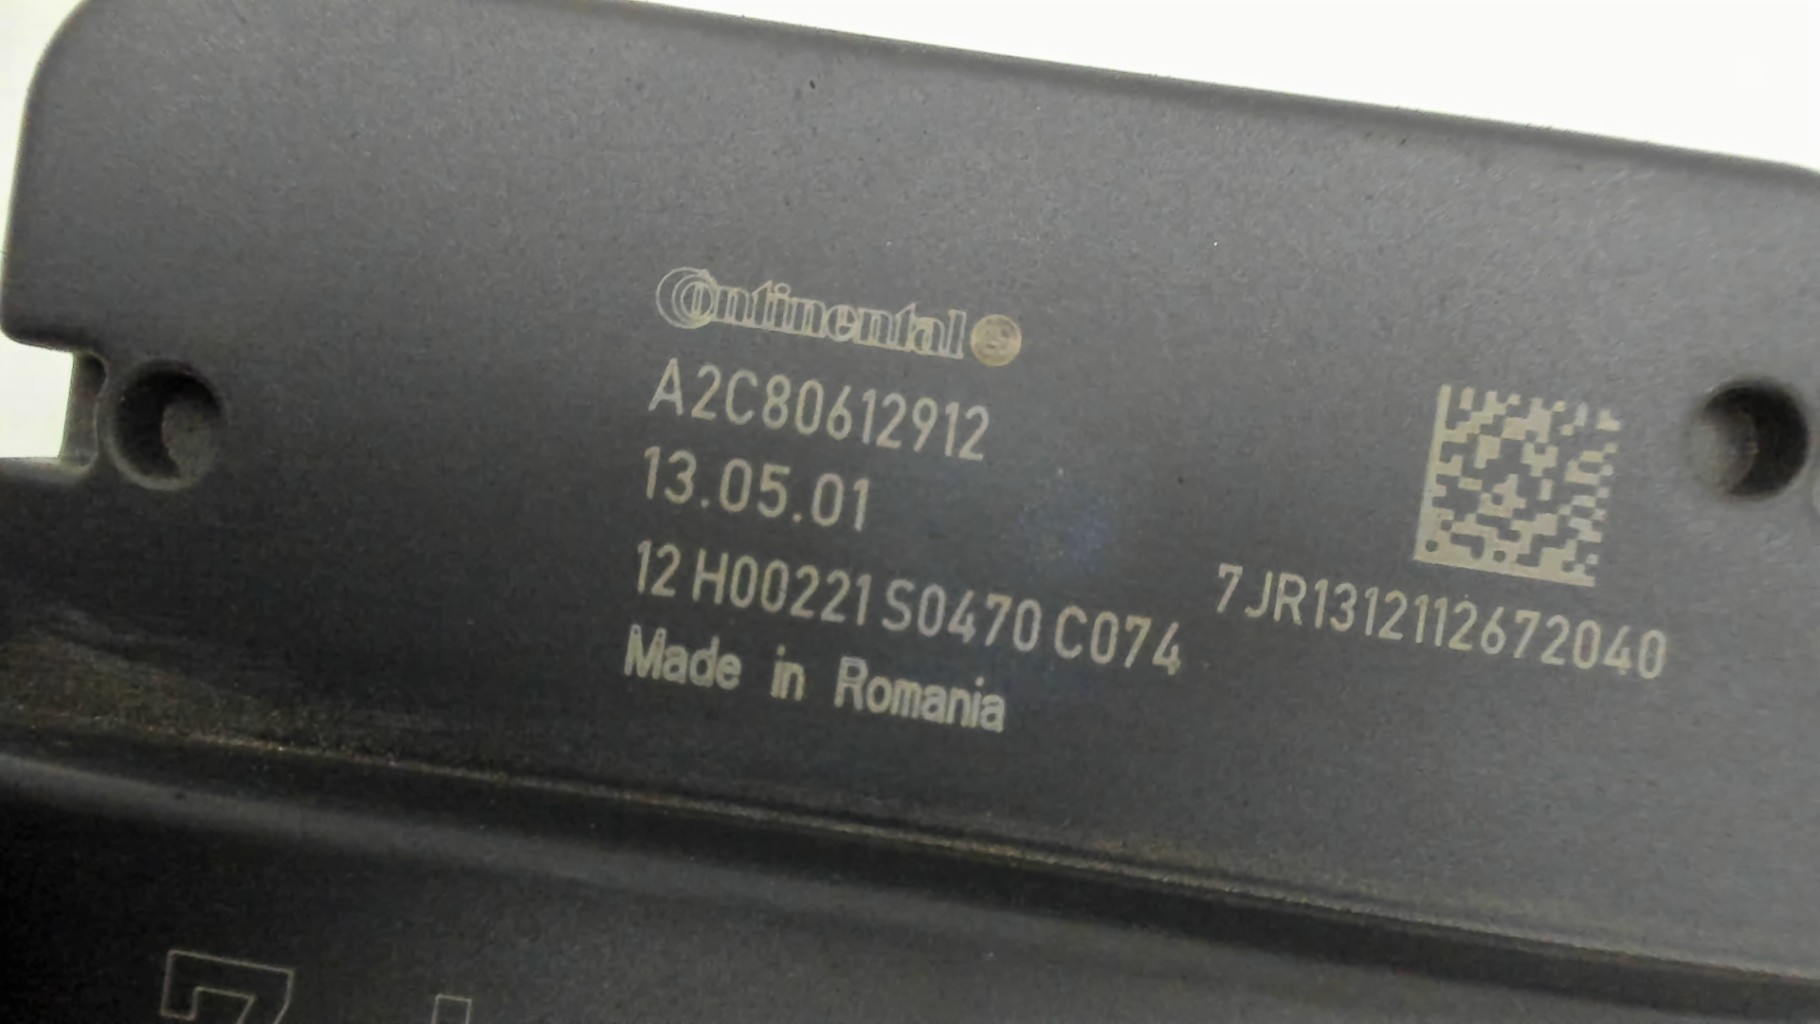 Continental
A2C80612912
13.05.01
12 H00221 S0470 C074
7JR1312112672040
Made in Romania